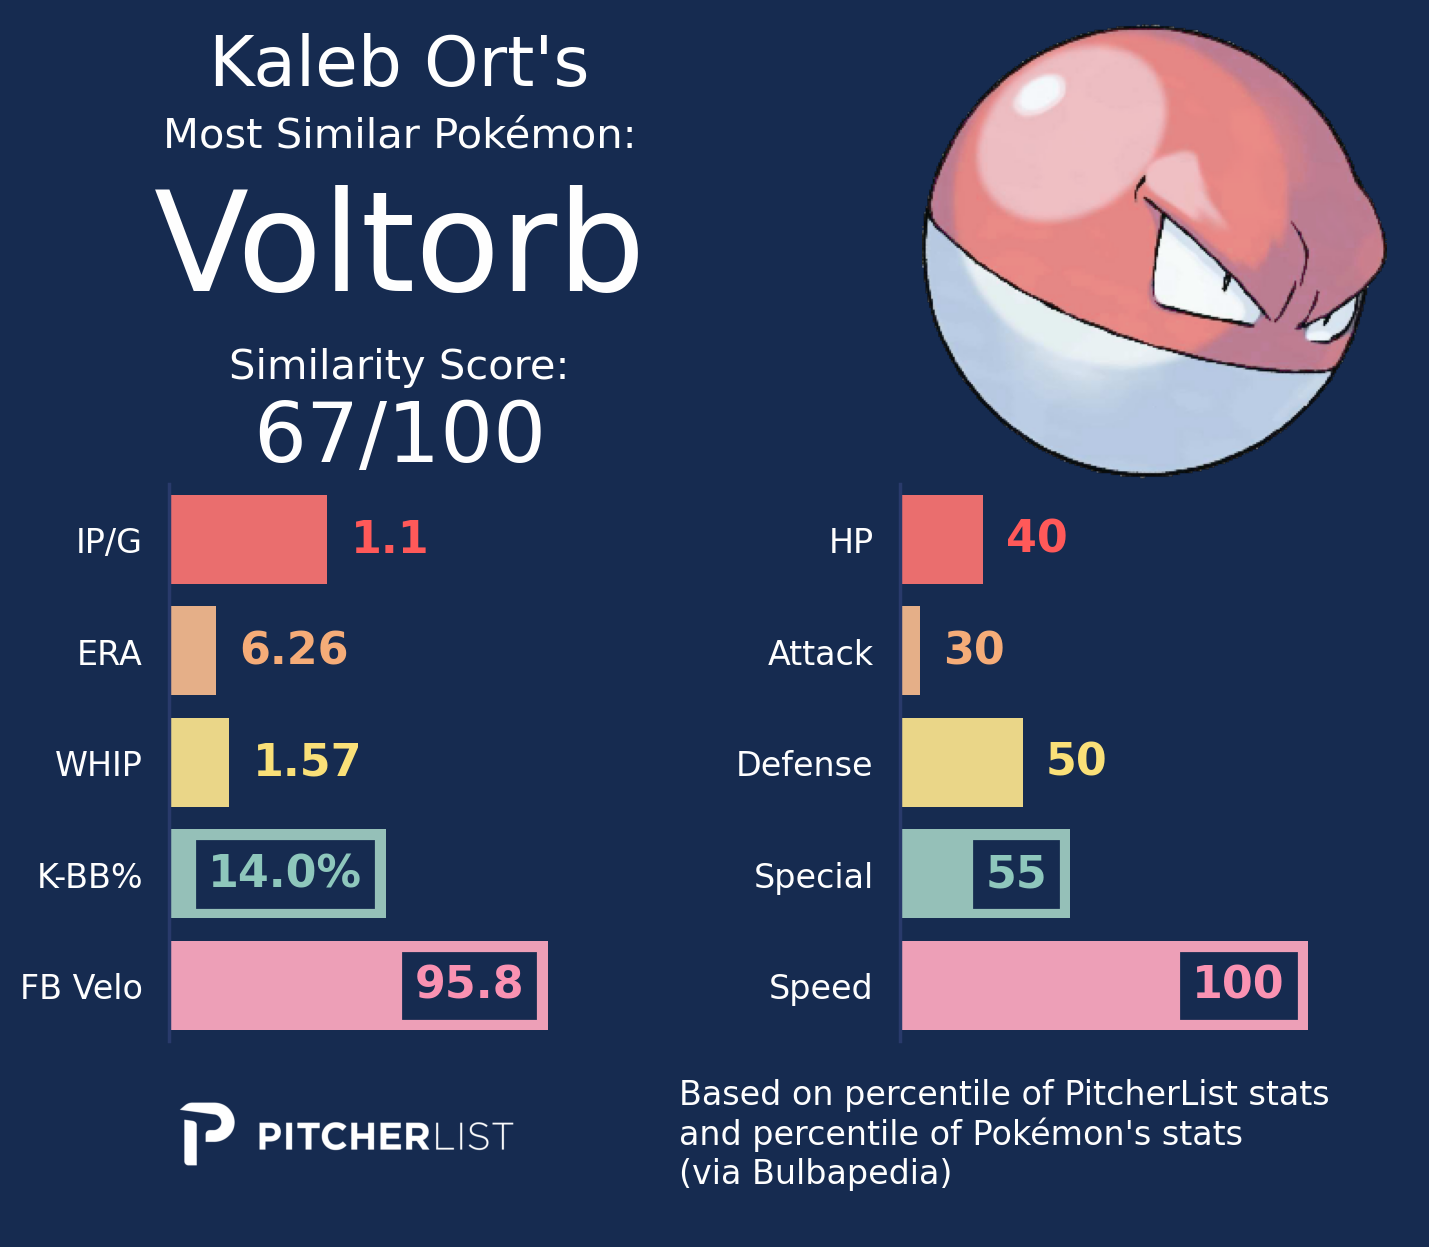 Kaleb Ort's
Most Similar Pokémon:
Voltorb
Similarity Score:
67/100
IP/G 1.1
ERA 6.26
WHIP 1.57
K-BB% 14.0%
FB Velo 95.8
HP 40
Attack 30
Defense 50
Special 55
Speed 100
PITCHERLIST
Based on percentile of PitcherList stats
and percentile of Pokémon's stats
(via Bulbapedia)